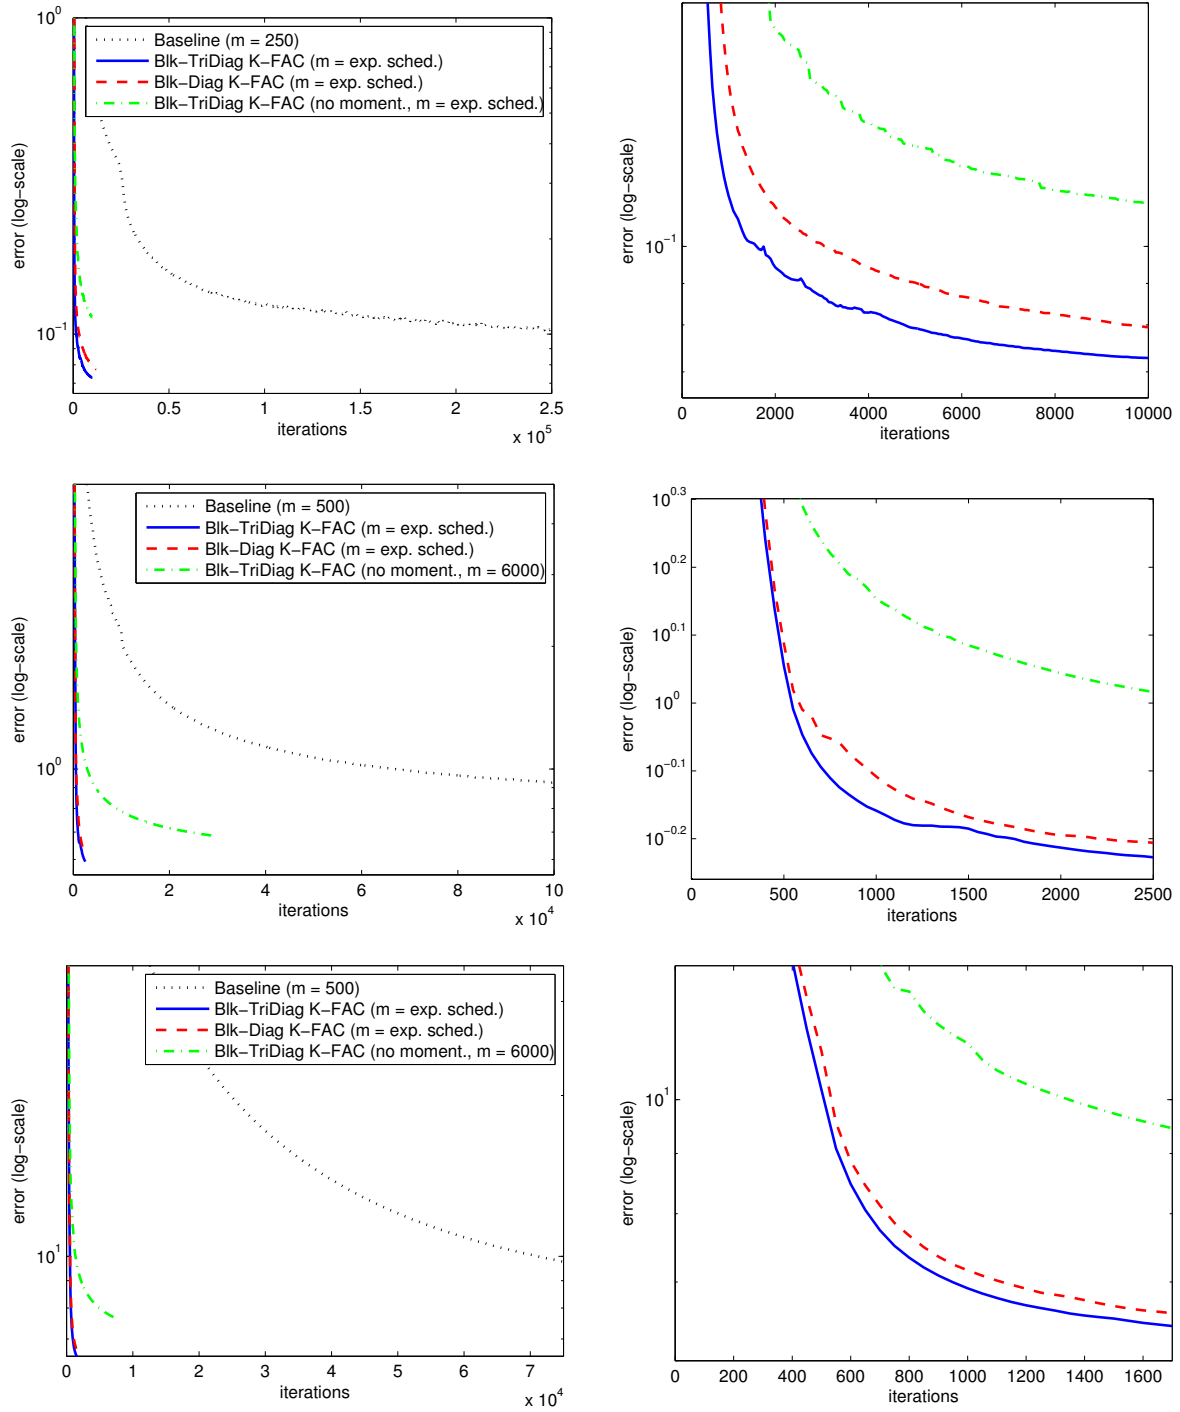 10^0
10^-1
error (log-scale)
Baseline (m = 250)
Blk-TriDiag K-FAC (m = exp. sched.)
Blk-Diag K-FAC (m = exp. sched.)
Blk-TriDiag K-FAC (no moment., m = exp. sched.)
0 0.5 1 1.5 2 2.5
iterations
x 10^5
10^-1
error (log-scale)
0 2000 4000 6000 8000 10000
iterations
10^0
error (log-scale)
Baseline (m = 500)
Blk-TriDiag K-FAC (m = exp. sched.)
Blk-Diag K-FAC (m = exp. sched.)
Blk-TriDiag K-FAC (no moment., m = 6000)
0 2 4 6 8 10
iterations
x 10^4
10^0.3
10^0.2
10^0.1
10^0
10^-0.1
10^-0.2
error (log-scale)
0 500 1000 1500 2000 2500
iterations
10^1
error (log-scale)
Baseline (m = 500)
Blk-TriDiag K-FAC (m = exp. sched.)
Blk-Diag K-FAC (m = exp. sched.)
Blk-TriDiag K-FAC (no moment., m = 6000)
0 1 2 3 4 5 6 7
iterations
x 10^4
10^1
error (log-scale)
0 200 400 600 800 1000 1200 1400 1600
iterations